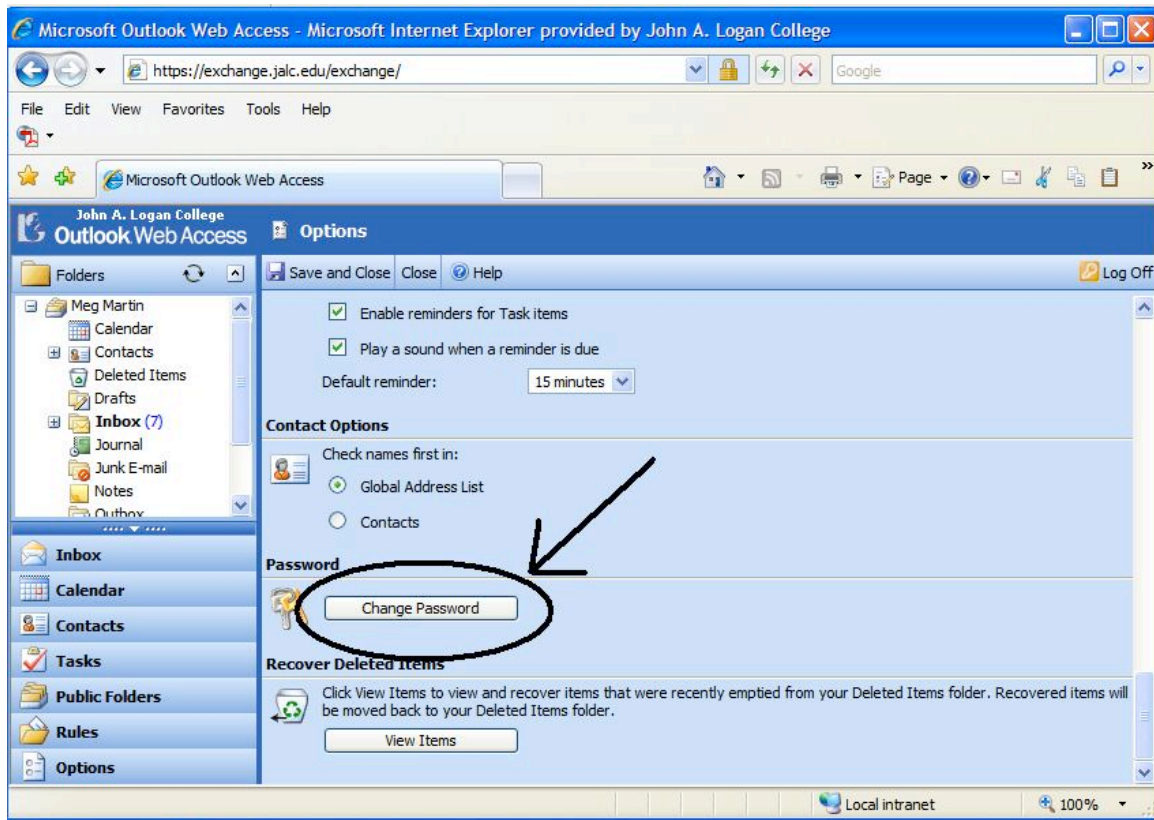 Microsoft Outlook Web Access - Microsoft Internet Explorer provided by John A. Logan College
https://exchange.jalc.edu/exchange/
Google
File Edit View Favorites Tools Help
Microsoft Outlook Web Access
Page
John A. Logan College
Outlook Web Access
Options
Folders
Save and Close Close Help
Log Off
Meg Martin
Calendar
Contacts
Deleted Items
Drafts
Inbox (7)
Journal
Junk E-mail
Notes
Outbox
Inbox
Calendar
Contacts
Tasks
Public Folders
Rules
Options
Enable reminders for Task items
Play a sound when a reminder is due
Default reminder: 15 minutes
Contact Options
Check names first in:
Global Address List
Contacts
Password
Change Password
Recover Deleted Items
Click View Items to view and recover items that were recently emptied from your Deleted Items folder. Recovered items will
be moved back to your Deleted Items folder.
View Items
Local intranet
100%